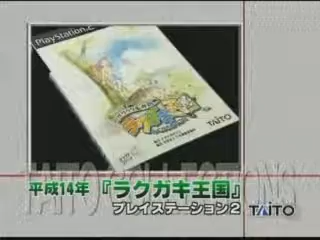 PlayStation 2
TAITO
TAITO COLLECTIONS
平成14年 『ラクガキ王国』
プレイステーション2 TAITO